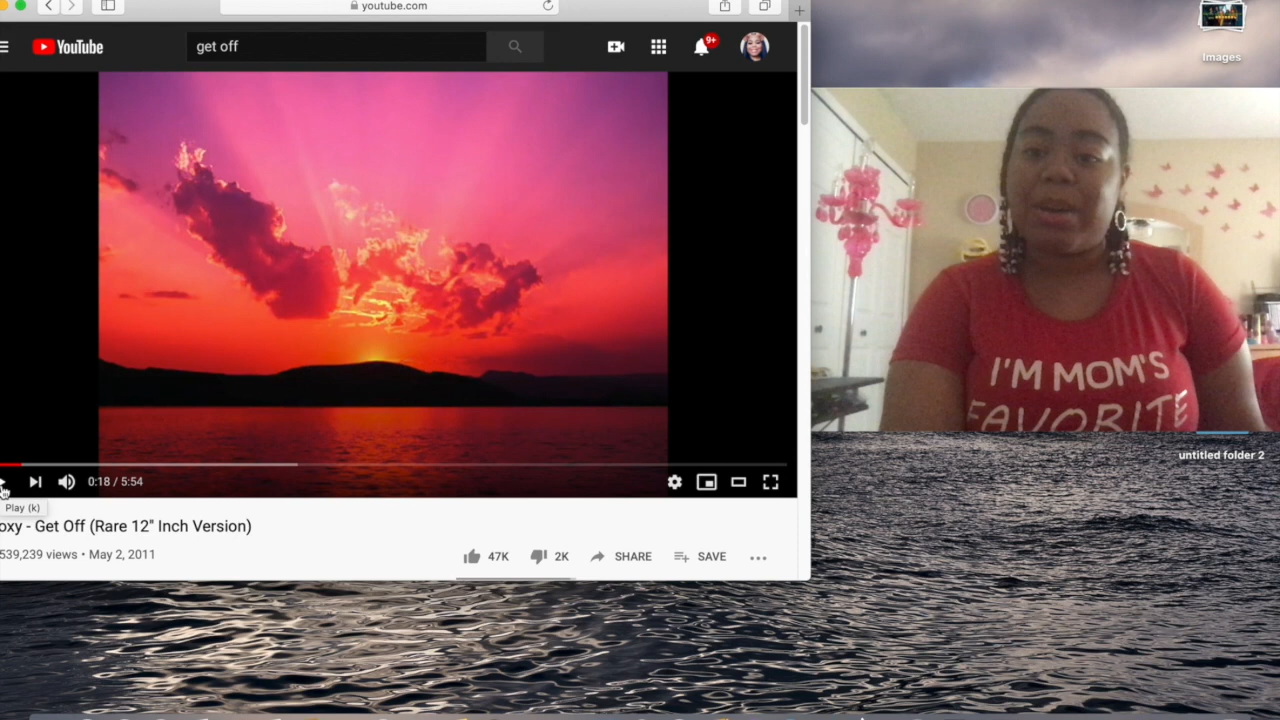 youtube.com
YouTube
get off
9+
Images
I'M MOM'S
FAVORITE
untitled folder 2
0:18 / 5:54
Play (k)
oxy - Get Off (Rare 12" Inch Version)
539,239 views • May 2, 2011
47K
2K
SHARE
SAVE